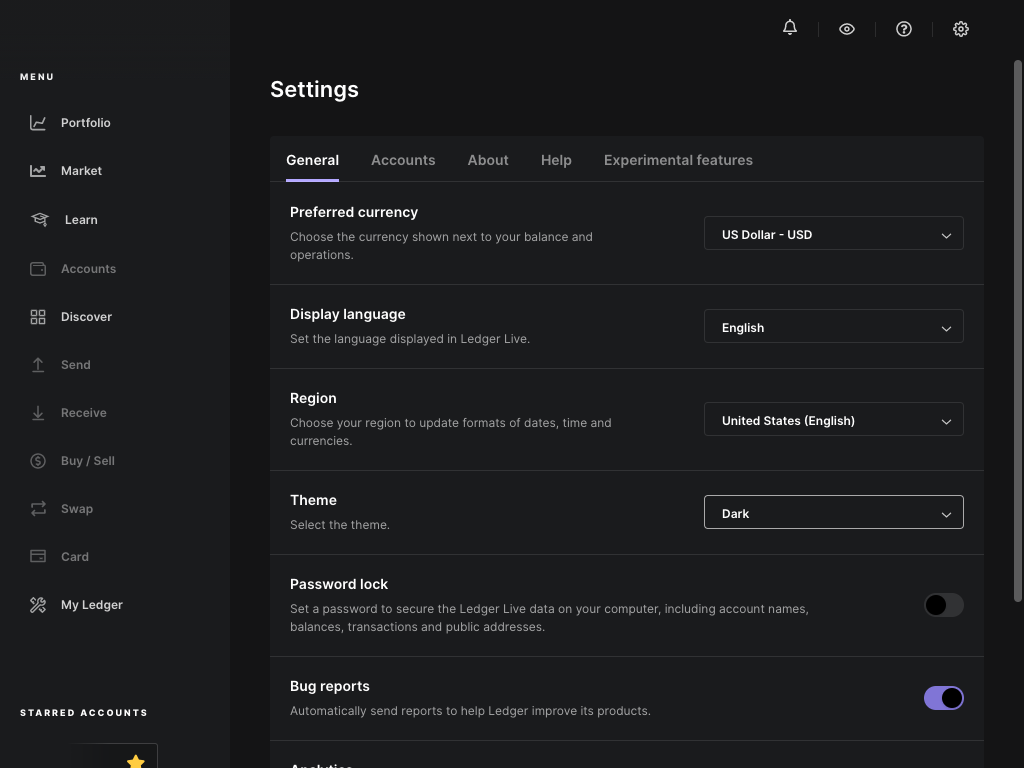 MENU
Portfolio
Market
Learn
Accounts
Discover
Send
Receive
Buy / Sell
Swap
Card
My Ledger
STARRED ACCOUNTS
Settings
General
Accounts
About
Help
Experimental features
Preferred currency
Choose the currency shown next to your balance and
operations.
US Dollar - USD
Display language
Set the language displayed in Ledger Live.
English
Region
Choose your region to update formats of dates, time and
currencies.
United States (English)
Theme
Select the theme.
Dark
Password lock
Set a password to secure the Ledger Live data on your computer, including account names,
balances, transactions and public addresses.
Bug reports
Automatically send reports to help Ledger improve its products.
Analytics